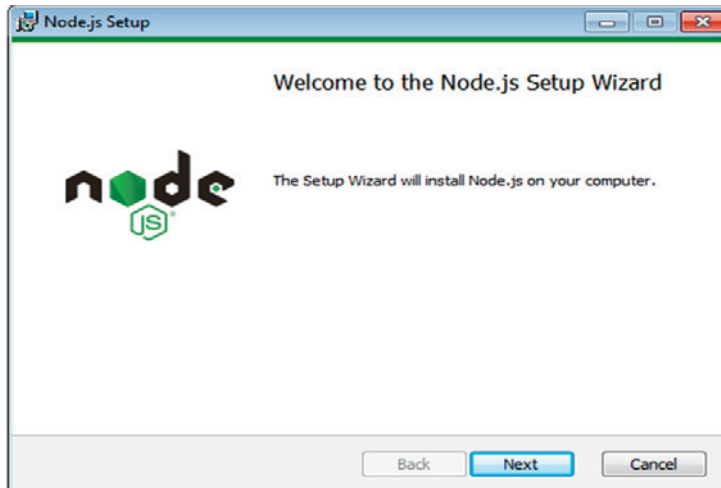 Node.js Setup
Welcome to the Node.js Setup Wizard
The Setup Wizard will install Node.js on your computer.
node
JS®
Back Next Cancel